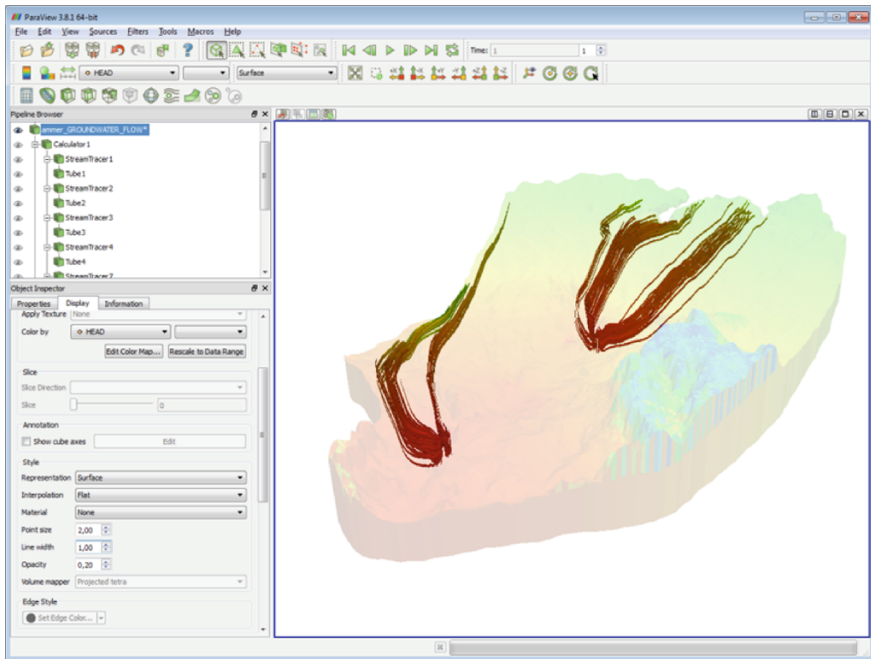 ParaView 3.8.1 64-bit
File Edit View Sources Filters Tools Macros Help
Time: 1 1
HEAD Surface
Pipeline Browser
ammer_GROUNDWATER_FLOW*
Calculator1
StreamTracer1
Tube1
StreamTracer2
Tube2
StreamTracer3
Tube3
StreamTracer4
Tube4
StreamTracer7
Object Inspector
Properties Display Information
Apply Texture None
Color by HEAD
Edit Color Map... Rescale to Data Range
Slice
Slice Direction
Slice 0
Annotation
Show cube axes Edit
Style
Representation Surface
Interpolation Flat
Material None
Point size 2,00
Line width 1,00
Opacity 0,20
Volume mapper Projected tetra
Edge Style
Set Edge Color...